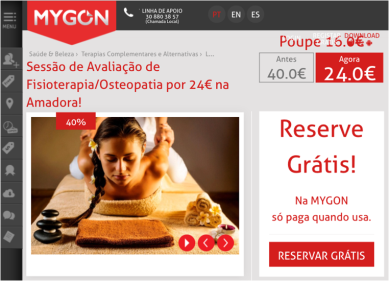 MENU
MYGON
LINHA DE APOIO
30 880 38 57
(Chamada Local)
PT EN ES
DOWNLOAD
Saúde & Beleza › Terapias Complementares e Alternativas › L...
Poupe 16.0€
Sessão de Avaliação de
Fisioterapia/Osteopatia por 24€ na
Amadora!
Antes
40.0€
Agora
24.0€
40%
Reserve
Grátis!
Na MYGON
só paga quando usa.
RESERVAR GRÁTIS